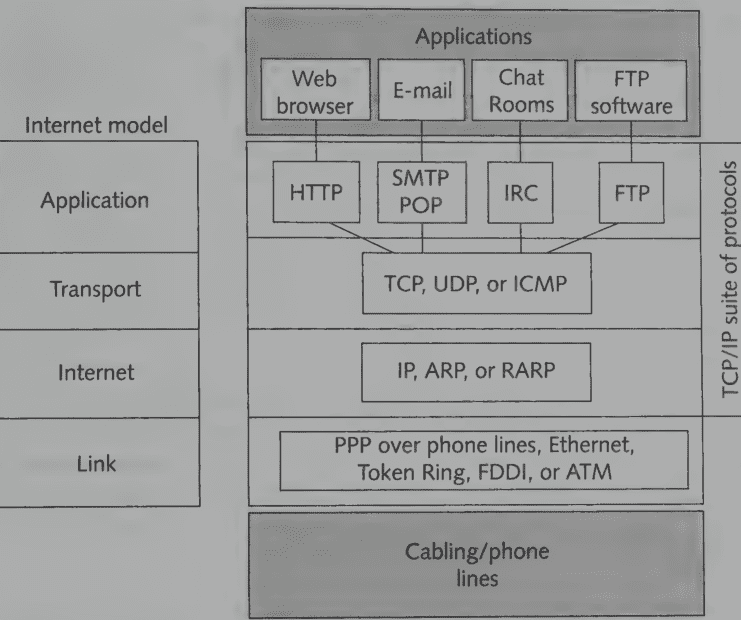 Applications
Web
browser
E-mail
Chat
Rooms
FTP
software
Internet model
Application
HTTP
SMTP
POP
IRC
FTP
Transport
TCP, UDP, or ICMP
Internet
IP, ARP, or RARP
Link
PPP over phone lines, Ethernet,
Token Ring, FDDI, or ATM
TCP/IP suite of protocols
Cabling/phone
lines